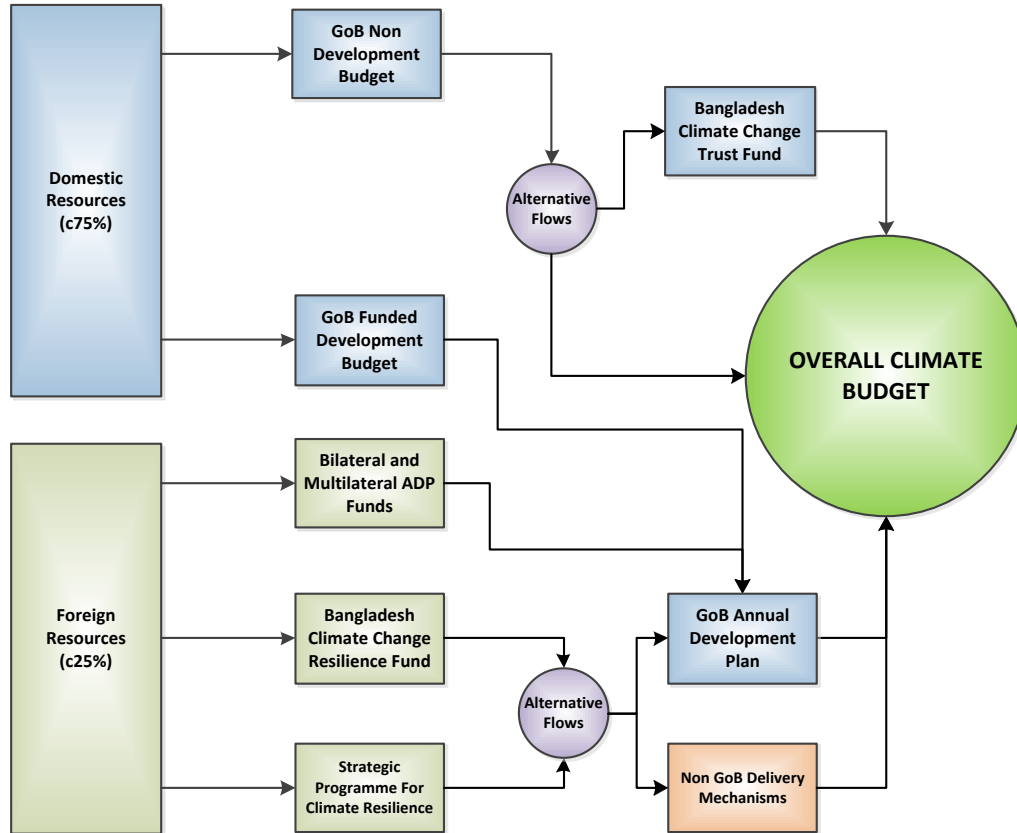 Domestic
Resources
(c75%)
GoB Non
Development
Budget
Alternative
Flows
Bangladesh
Climate Change
Trust Fund
GoB Funded
Development
Budget
OVERALL CLIMATE
BUDGET
Foreign
Resources
(c25%)
Bilateral and
Multilateral ADP
Funds
Bangladesh
Climate Change
Resilience Fund
Strategic
Programme For
Climate Resilience
Alternative
Flows
GoB Annual
Development
Plan
Non GoB Delivery
Mechanisms